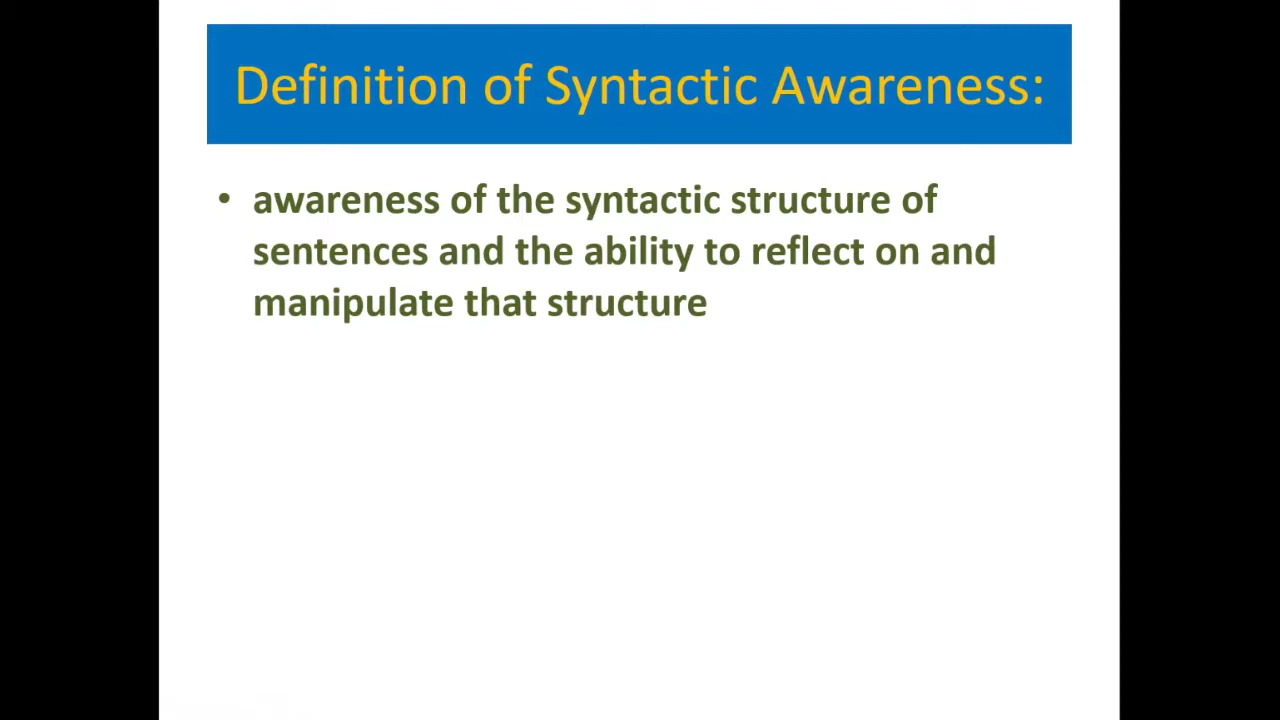 Definition of Syntactic Awareness:
• awareness of the syntactic structure of
sentences and the ability to reflect on and
manipulate that structure